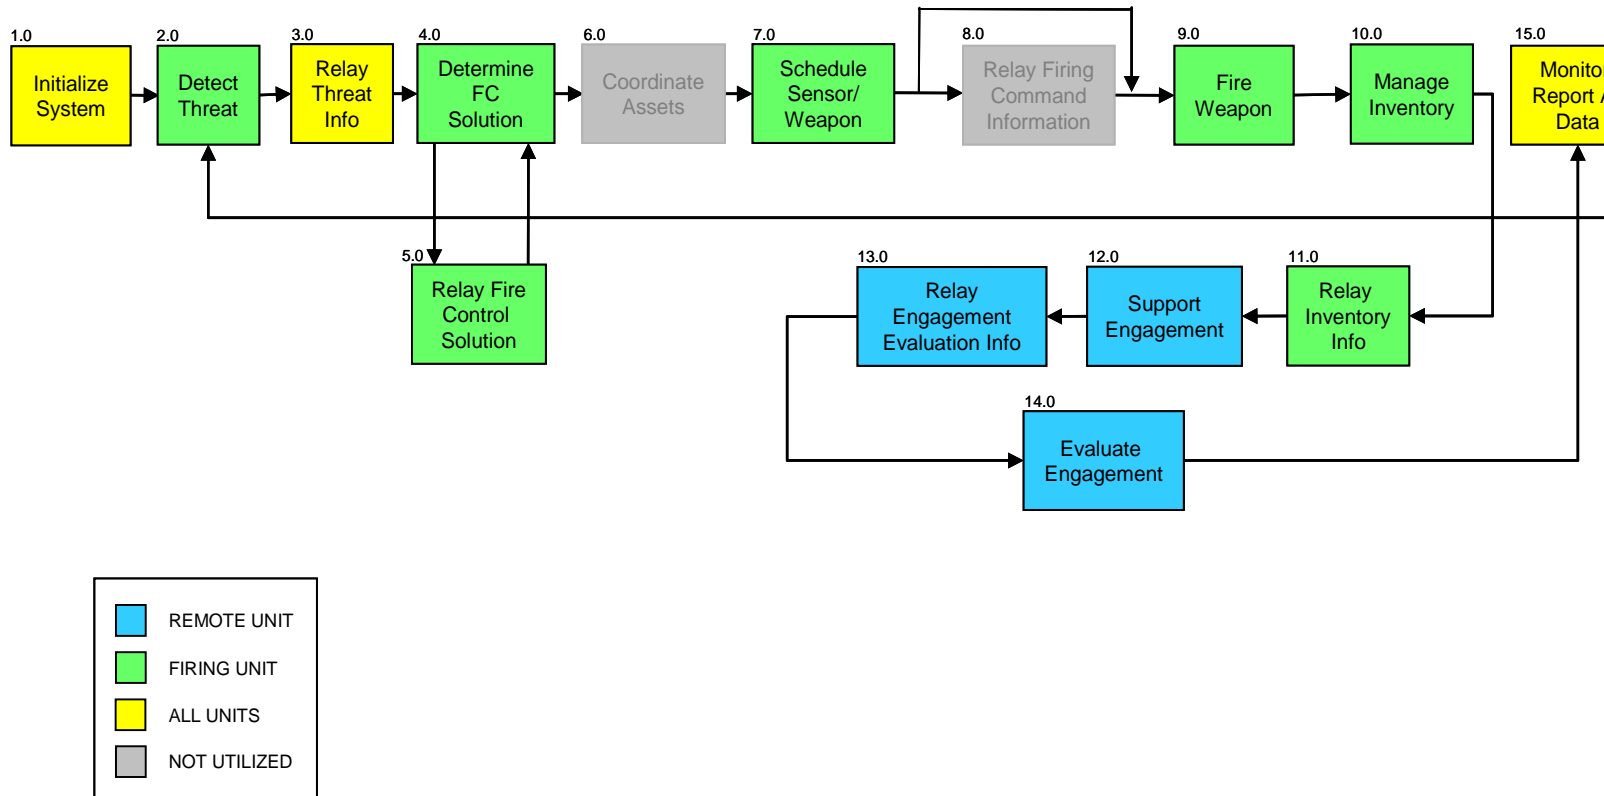 1.0
Initialize
System
2.0
Detect
Threat
3.0
Relay
Threat
Info
4.0
Determine
FC
Solution
6.0
Coordinate
Assets
7.0
Schedule
Sensor/
Weapon
8.0
Relay Firing
Command
Information
9.0
Fire
Weapon
10.0
Manage
Inventory
15.0
Monitor
Report
Data
5.0
Relay Fire
Control
Solution
13.0
Relay
Engagement
Evaluation Info
12.0
Support
Engagement
11.0
Relay
Inventory
Info
14.0
Evaluate
Engagement
REMOTE UNIT
FIRING UNIT
ALL UNITS
NOT UTILIZED